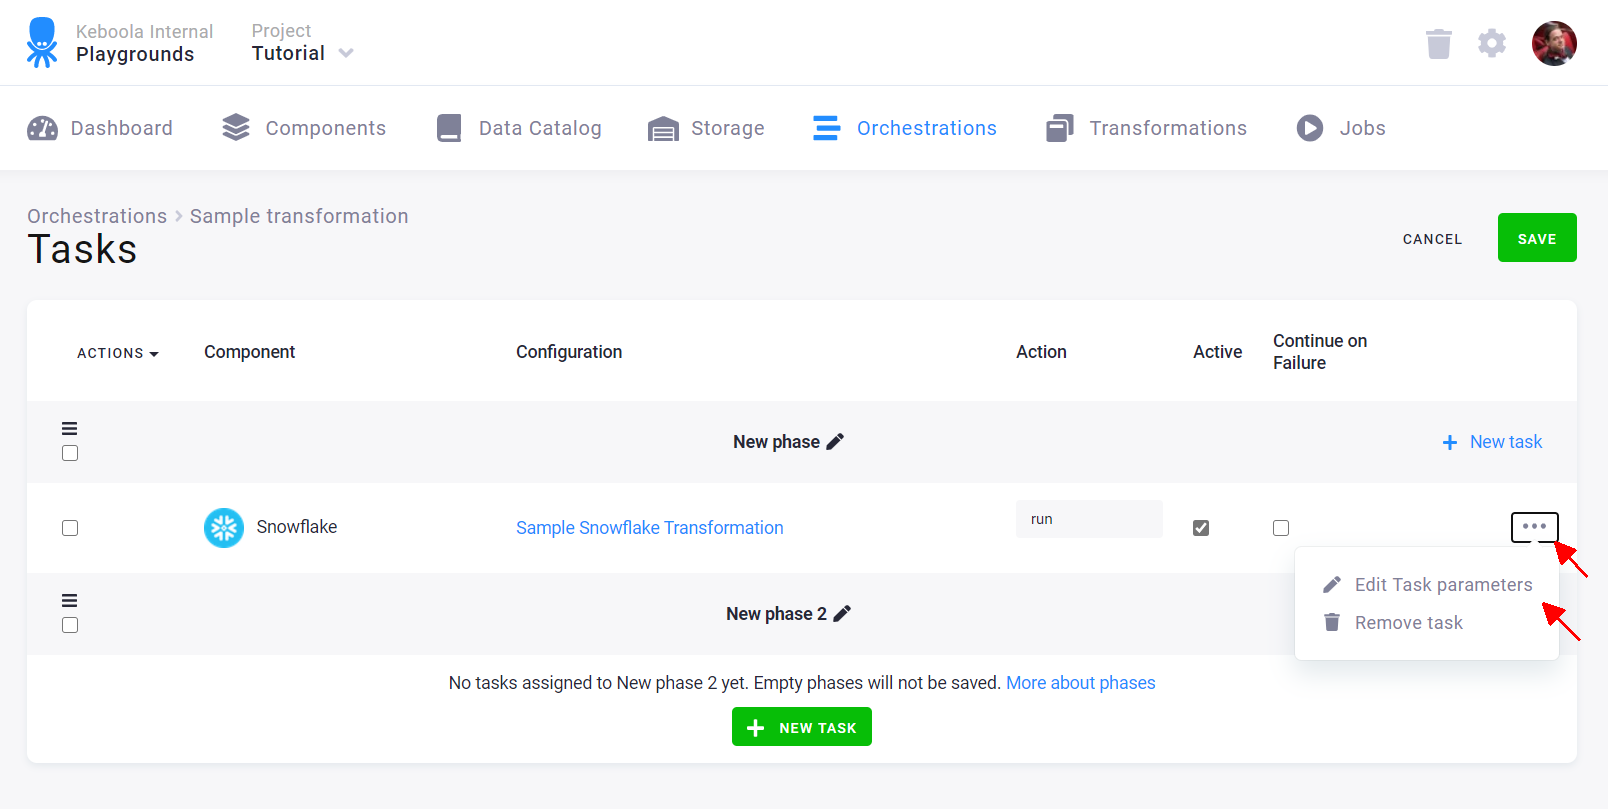 Keboola Internal
Playgrounds
Project
Tutorial
Dashboard
Components
Data Catalog
Storage
Orchestrations
Transformations
Jobs
Orchestrations > Sample transformation
Tasks
CANCEL
SAVE
ACTIONS
Component
Configuration
Action
Active
Continue on
Failure
New phase
+ New task
Snowflake
Sample Snowflake Transformation
run
Edit Task parameters
Remove task
New phase 2
No tasks assigned to New phase 2 yet. Empty phases will not be saved. More about phases
+ NEW TASK